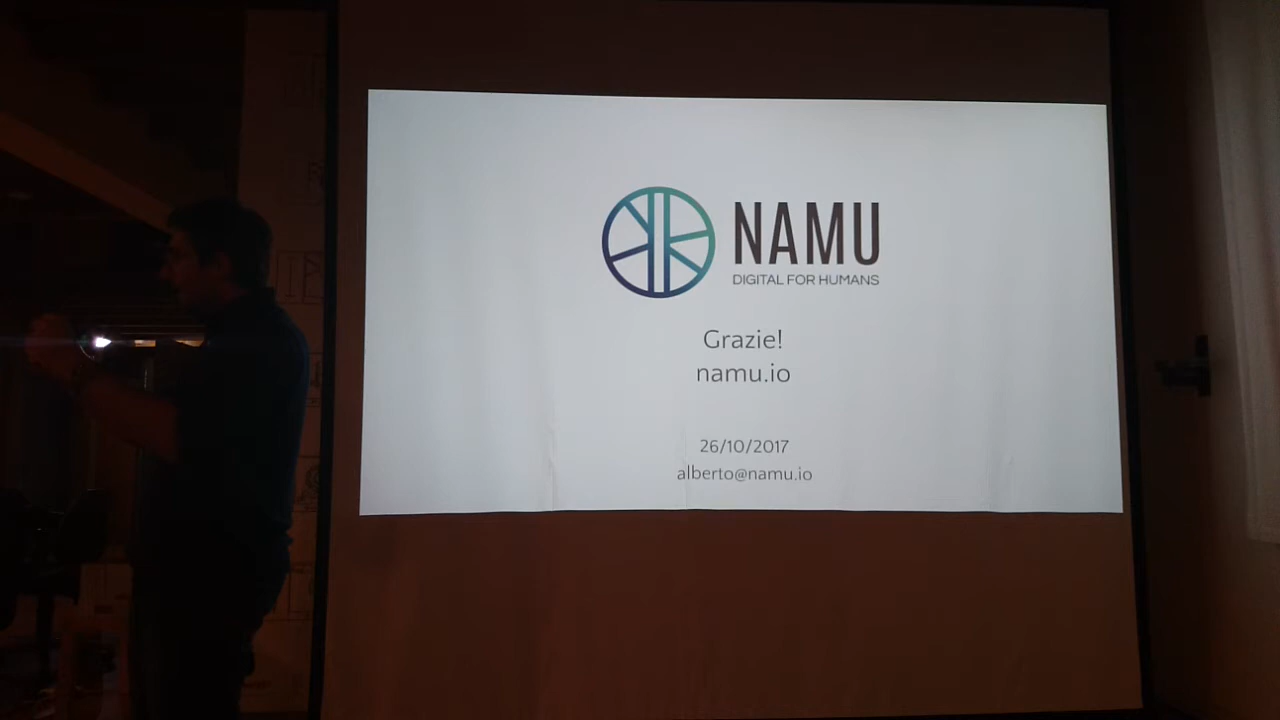 NAMU
DIGITAL FOR HUMANS
Grazie!
namu.io
26/10/2017
alberto@namu.io